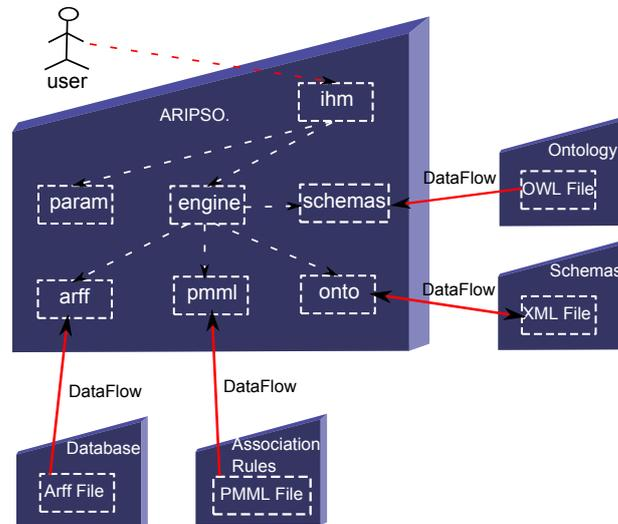 user
ihm
ARIPSO.
param
engine
schemas
DataFlow
Ontology
OWL File
arff
pmml
onto
DataFlow
Schemas
XML File
DataFlow
DataFlow
Database
Arff File
Association
Rules
PMML File